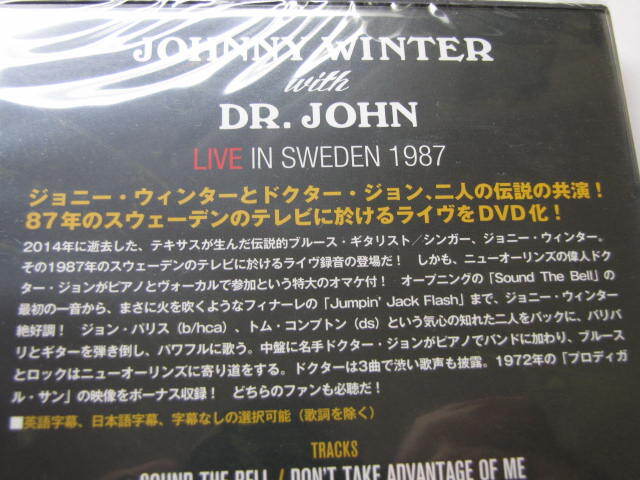 JOHNNY WINTER
with
DR. JOHN
LIVE IN SWEDEN 1987
ジョニー・ウィンターとドクター・ジョン、二人の伝説の共演！
87年のスウェーデンのテレビに於けるライヴをDVD化！
2014年に逝去した、テキサスが生んだ伝説的ブルース・ギタリスト／シンガー、ジョニー・ウィンター。
その1987年のスウェーデンのテレビに於けるライヴ録音の登場だ！　しかも、ニューオーリンズの偉人ドク
ター・ジョンがピアノとヴォーカルで参加という特大のオマケ付！　オープニングの「Sound The Bell」の
最初の一音から、まさに火を吹くようなフィナーレの「Jumpin' Jack Flash」まで、ジョニー・ウィンター
絶好調！　ジョン・パリス（b/hca）、トム・コンプトン（ds）という気心の知れた二人をバックに、バリバ
リとギターを弾き倒し、パワフルに歌う。中盤に名手ドクター・ジョンがピアノでバンドに加わり、ブルース
とロックはニューオーリンズに寄り道をする。ドクターは3曲で渋い歌声も披露。1972年の「プロディガ
ル・サン」の映像をボーナス収録！　どちらのファンも必聴だ！
■英語字幕、日本語字幕、字幕なしの選択可能（歌詞を除く）
TRACKS
SOUND THE BELL / DON'T TAKE ADVANTAGE OF ME